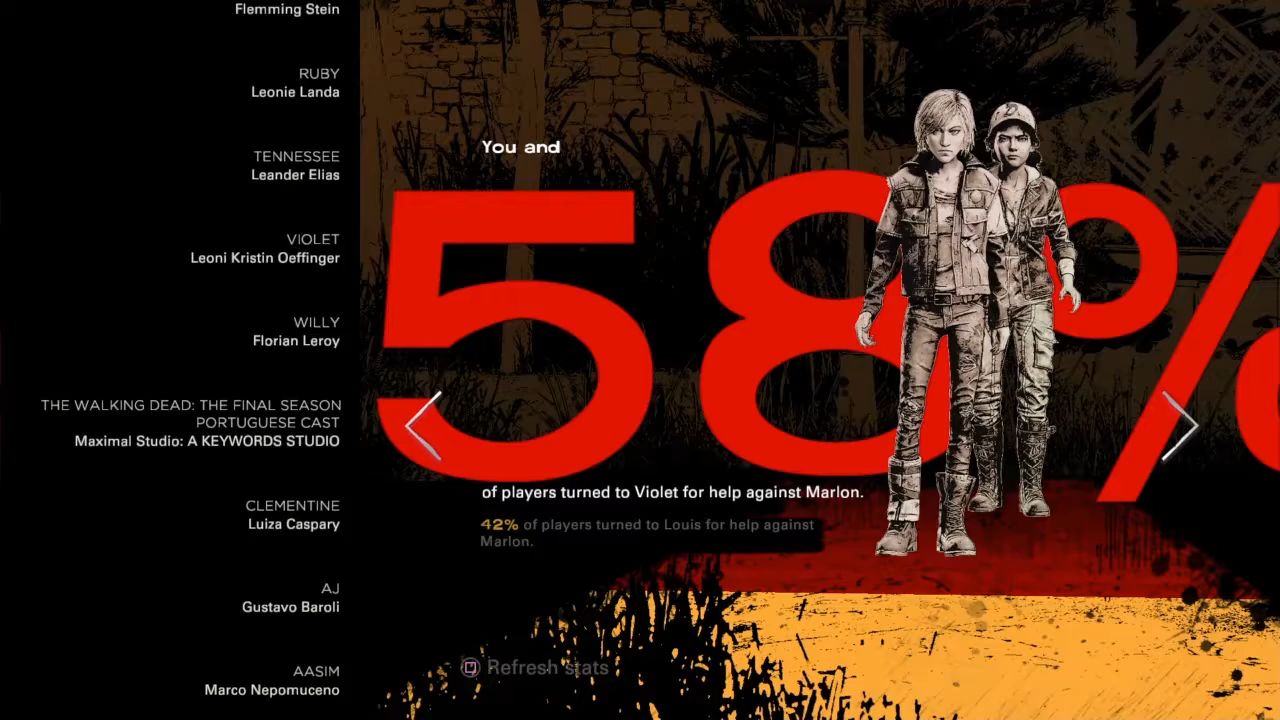 Flemming Stein
RUBY
Leonie Landa
TENNESSEE
Leander Elias
VIOLET
Leoni Kristin Oeffinger
WILLY
Florian Leroy
THE WALKING DEAD: THE FINAL SEASON
PORTUGUESE CAST
Maximal Studio: A KEYWORDS STUDIO
CLEMENTINE
Luiza Caspary
AJ
Gustavo Baroli
AASIM
Marco Nepomuceno
You and
58%
of players turned to Violet for help against Marlon.
42% of players turned to Louis for help against
Marlon.
Refresh stats